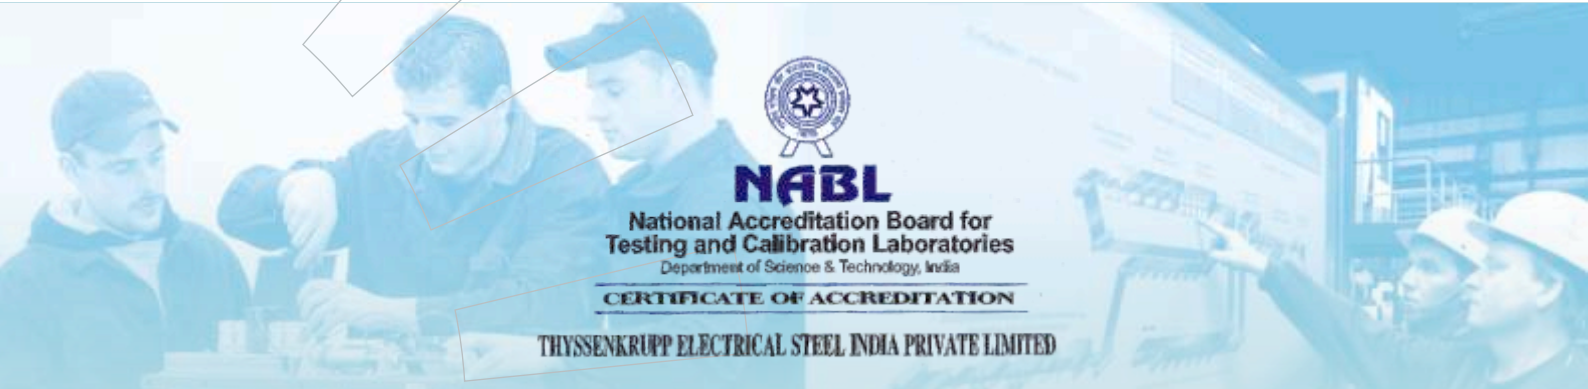 NABL
National Accreditation Board for
Testing and Calibration Laboratories
Department of Science & Technology, India
CERTIFICATE OF ACCREDITATION
THYSSENKRUPP ELECTRICAL STEEL INDIA PRIVATE LIMITED